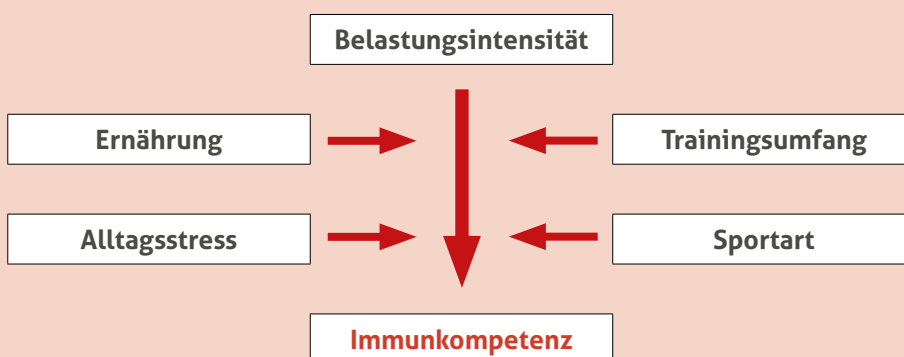 Belastungsintensität
Ernährung
Trainingsumfang
Alltagsstress
Sportart
Immunkompetenz